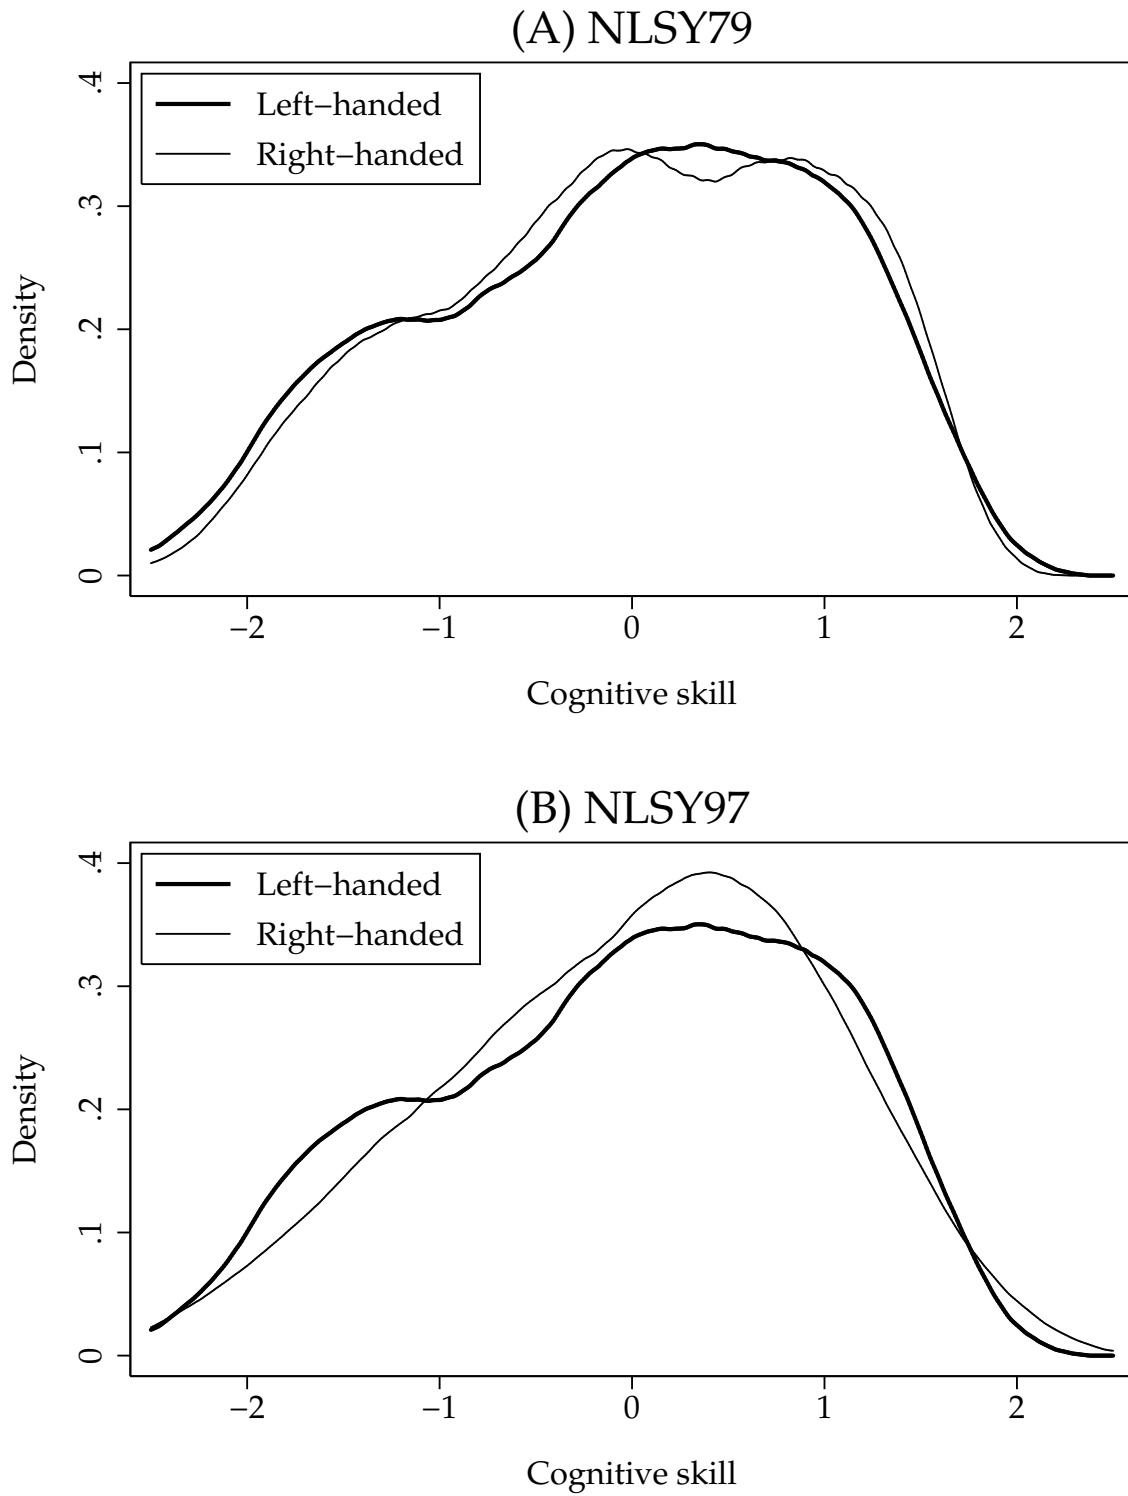 (A) NLSY79
Left−handed
Right−handed
Density
.4
.3
.2
.1
0
−2 −1 0 1 2
Cognitive skill
(B) NLSY97
Left−handed
Right−handed
Density
.4
.3
.2
.1
0
−2 −1 0 1 2
Cognitive skill